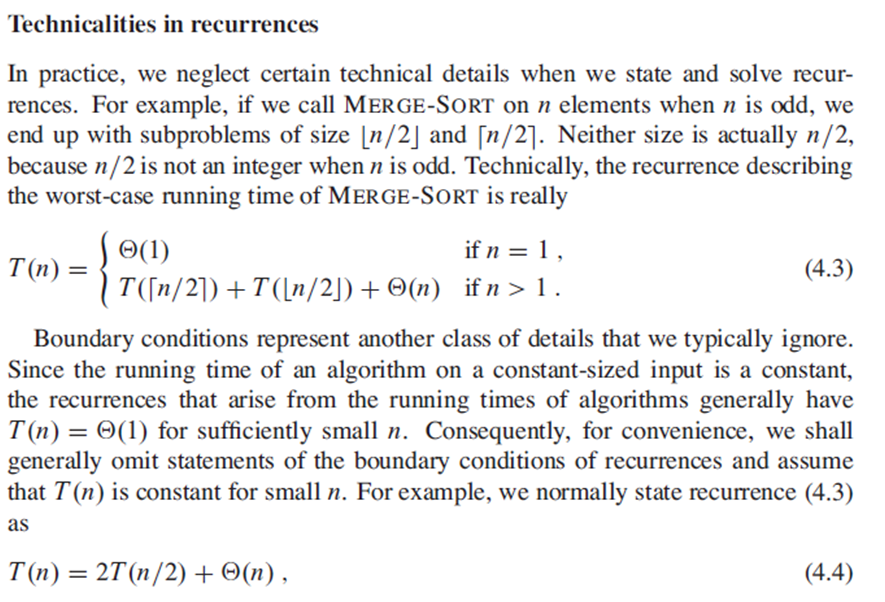 Technicalities in recurrences
In practice, we neglect certain technical details when we state and solve recur-
rences. For example, if we call MERGE-SORT on n elements when n is odd, we
end up with subproblems of size ⌊n/2⌋ and ⌈n/2⌉. Neither size is actually n/2,
because n/2 is not an integer when n is odd. Technically, the recurrence describing
the worst-case running time of MERGE-SORT is really
T(n) = { Θ(1) if n = 1 ,
T(⌈n/2⌉) + T(⌊n/2⌋) + Θ(n) if n > 1 . (4.3)
Boundary conditions represent another class of details that we typically ignore.
Since the running time of an algorithm on a constant-sized input is a constant,
the recurrences that arise from the running times of algorithms generally have
T(n) = Θ(1) for sufficiently small n. Consequently, for convenience, we shall
generally omit statements of the boundary conditions of recurrences and assume
that T(n) is constant for small n. For example, we normally state recurrence (4.3)
as
T(n) = 2T(n/2) + Θ(n) , (4.4)